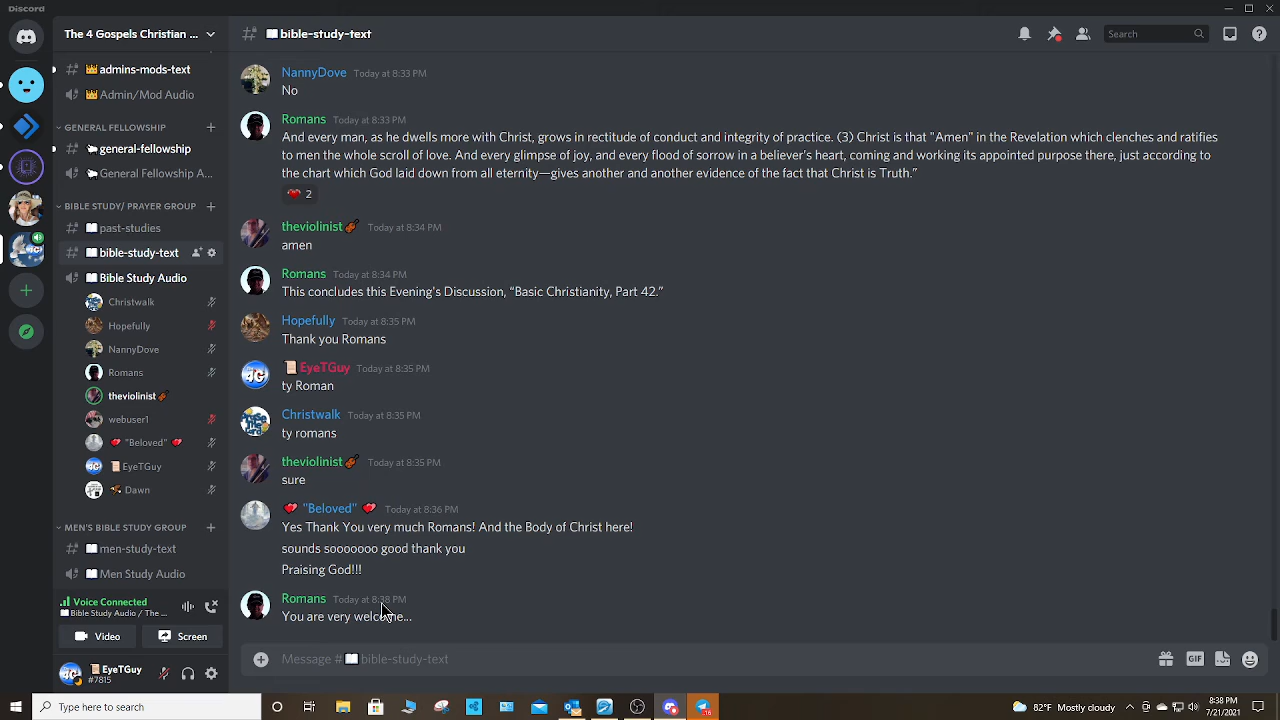 Discord
The 4 Gospels Christian ...
bible-study-text
Search
admins-mods-text
Admin/Mod Audio
GENERAL FELLOWSHIP
general-fellowship
General Fellowship A...
BIBLE STUDY/ PRAYER GROUP
past-studies
bible-study-text
Bible Study Audio
Christwalk
Hopefully
NannyDove
Romans
theviolinist
webuser1
"Beloved"
EyeTGuy
Dawn
MEN'S BIBLE STUDY GROUP
men-study-text
Men Study Audio
Voice Connected
Bible Study Audio / The ...
Video
Screen
EyeTGuy
#7815
NannyDove Today at 8:33 PM
No
Romans Today at 8:33 PM
And every man, as he dwells more with Christ, grows in rectitude of conduct and integrity of practice. (3) Christ is that "Amen" in the Revelation which clenches and ratifies
to men the whole scroll of love. And every glimpse of joy, and every flood of sorrow in a believer's heart, coming and working its appointed purpose there, just according to
the chart which God laid down from all eternity—gives another and another evidence of the fact that Christ is Truth.”
2
theviolinist Today at 8:34 PM
amen
Romans Today at 8:34 PM
This concludes this Evening's Discussion, “Basic Christianity, Part 42.”
Hopefully Today at 8:35 PM
Thank you Romans
EyeTGuy Today at 8:35 PM
ty Roman
Christwalk Today at 8:35 PM
ty romans
theviolinist Today at 8:35 PM
sure
"Beloved" Today at 8:36 PM
Yes Thank You very much Romans! And the Body of Christ here!
sounds sooooooo good thank you
Praising God!!!
Romans Today at 8:38 PM
You are very welcome...
Message # bible-study-text
GIF
Type here to search
16
82°F Mostly cloudy
8:38 PM
7/21/2021